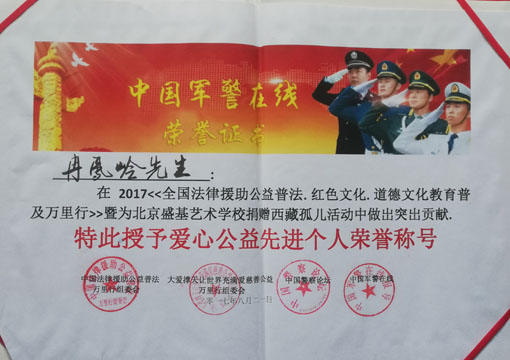 中国军警在线
荣誉证书
冉凤岭先生：
在 2017<<全国法律援助公益普法.红色文化.道德文化教育普
及万里行>>暨为北京盛基艺术学校捐赠西藏孤儿活动中做出突出贡献.
特此授予爱心公益先进个人荣誉称号
中国法律援助公益普法 大爱撑天让世界充满爱慈善公益 中国警察论坛 中国军警在线
万里行组委会 万里行组委会
二〇一七年八月二一日